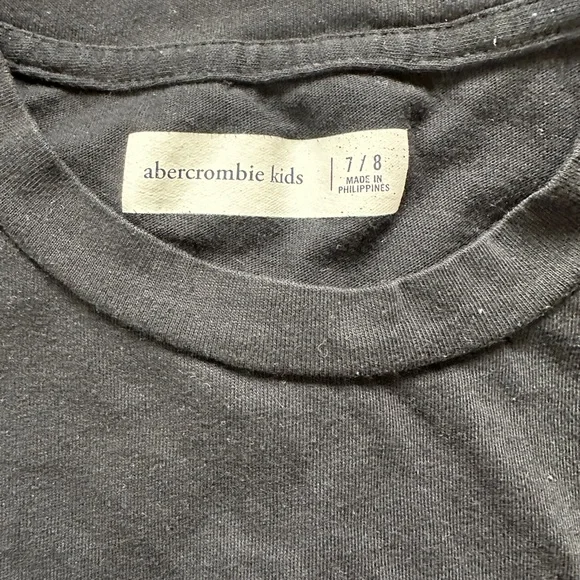 abercrombie kids
7 / 8
MADE IN
PHILIPPINES